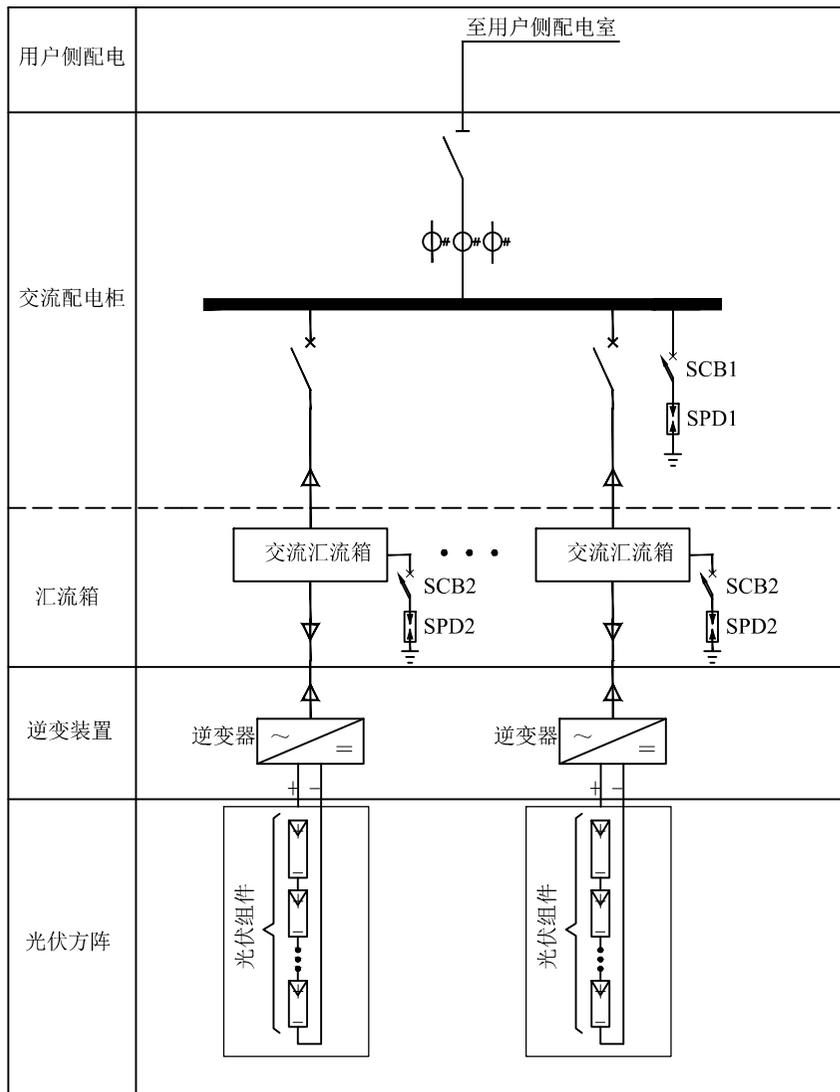 用户侧配电
至用户侧配电室
交流配电柜
SCB1
SPD1
汇流箱
交流汇流箱
SCB2
SPD2
交流汇流箱
SCB2
SPD2
逆变装置
逆变器
逆变器
+ −
+ −
光伏方阵
光伏组件
光伏组件